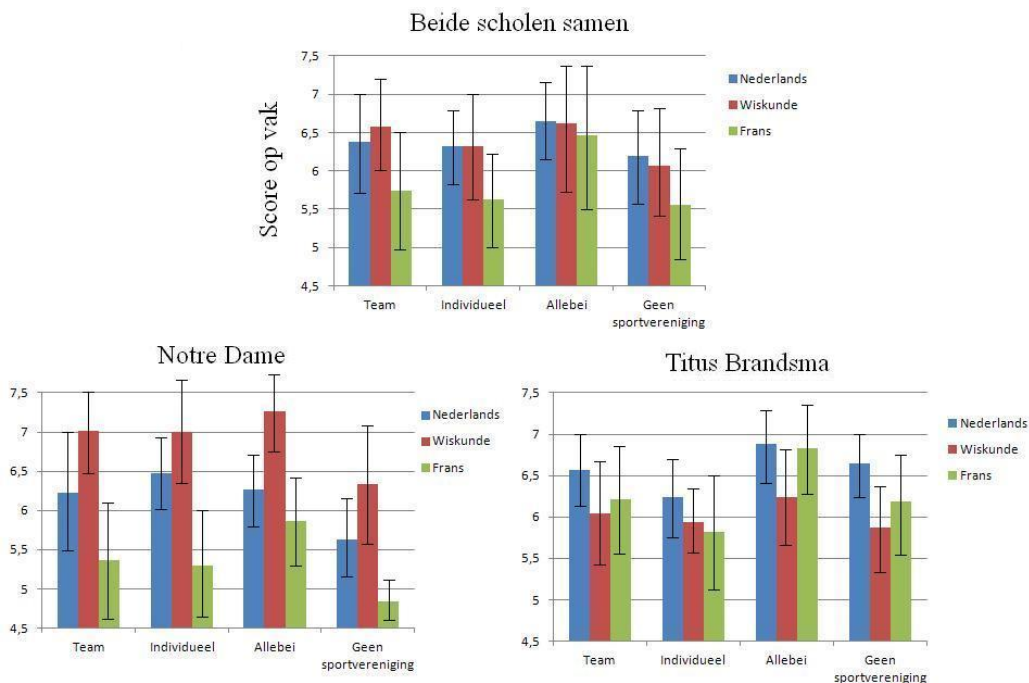 Beide scholen samen
Score op vak
7,5
7
6,5
6
5,5
5
4,5
Team
Individueel
Allebei
Geen
sportvereniging
Nederlands
Wiskunde
Frans
Notre Dame
7,5
7
6,5
6
5,5
5
4,5
Team
Individueel
Allebei
Geen
sportvereniging
Nederlands
Wiskunde
Frans
Titus Brandsma
7,5
7
6,5
6
5,5
5
4,5
Team
Individueel
Allebei
Geen
sportvereniging
Nederlands
Wiskunde
Frans